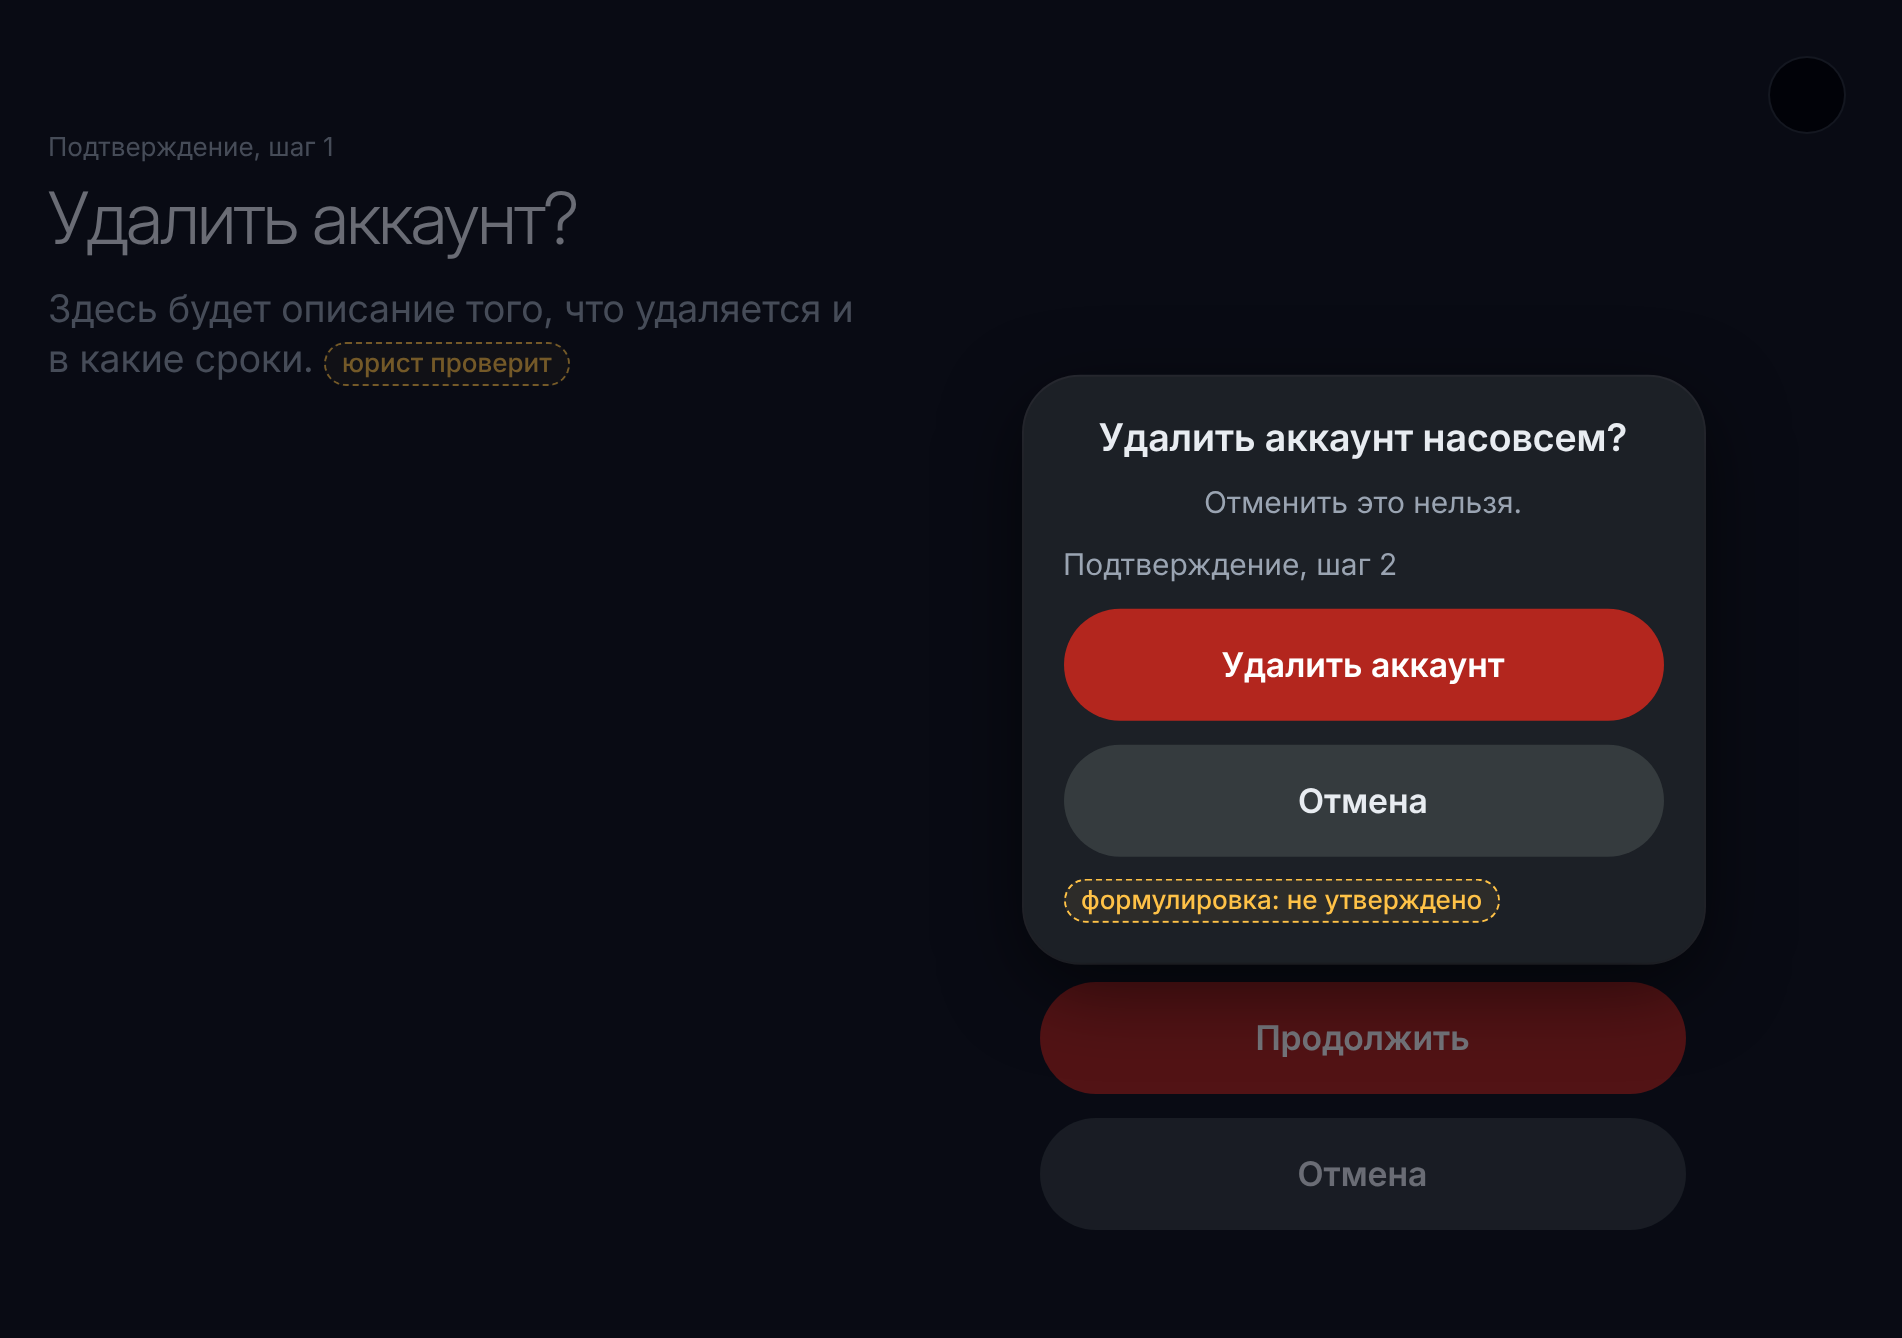 Подтверждение, шаг 1
Удалить аккаунт?
Здесь будет описание того, что удаляется и
в какие сроки. юрист проверит
Удалить аккаунт насовсем?
Отменить это нельзя.
Подтверждение, шаг 2
Удалить аккаунт
Отмена
формулировка: не утверждено
Продолжить
Отмена